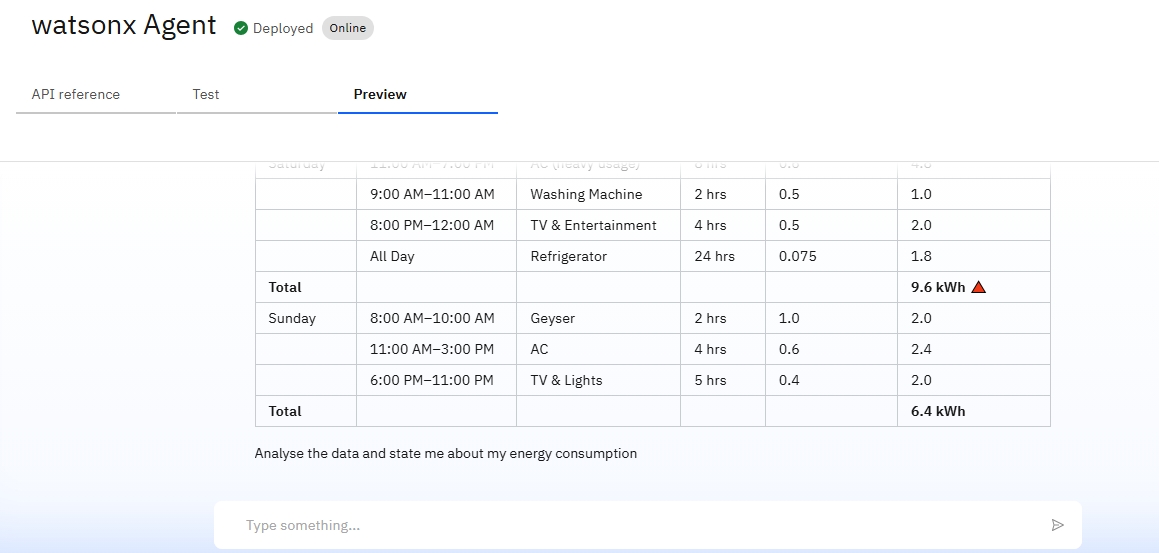 watsonx Agent Deployed Online
API reference Test Preview
Saturday 11:00 AM–7:00 PM AC (heavy usage) 8 hrs 0.6 4.8
9:00 AM–11:00 AM Washing Machine 2 hrs 0.5 1.0
8:00 PM–12:00 AM TV & Entertainment 4 hrs 0.5 2.0
All Day Refrigerator 24 hrs 0.075 1.8
Total 9.6 kWh
Sunday 8:00 AM–10:00 AM Geyser 2 hrs 1.0 2.0
11:00 AM–3:00 PM AC 4 hrs 0.6 2.4
6:00 PM–11:00 PM TV & Lights 5 hrs 0.4 2.0
Total 6.4 kWh
Analyse the data and state me about my energy consumption
Type something...